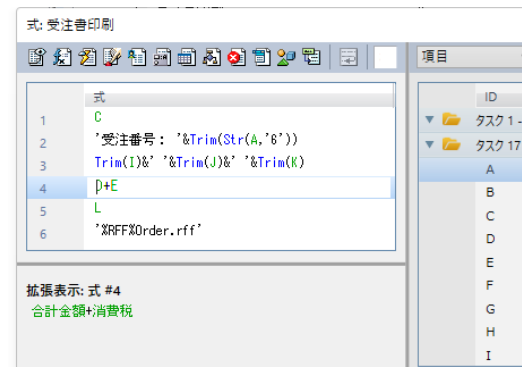 式: 受注書印刷
項目
式
ID
1 C
2 '受注番号： '&Trim(Str(A,'6'))
3 Trim(I)&' '&Trim(J)&' '&Trim(K)
4 D+E
5 L
6 '%RFF%Order.rff'
タスク 1 -
タスク 17
A
B
C
D
E
F
G
H
I
拡張表示: 式 #4
合計金額+消費税